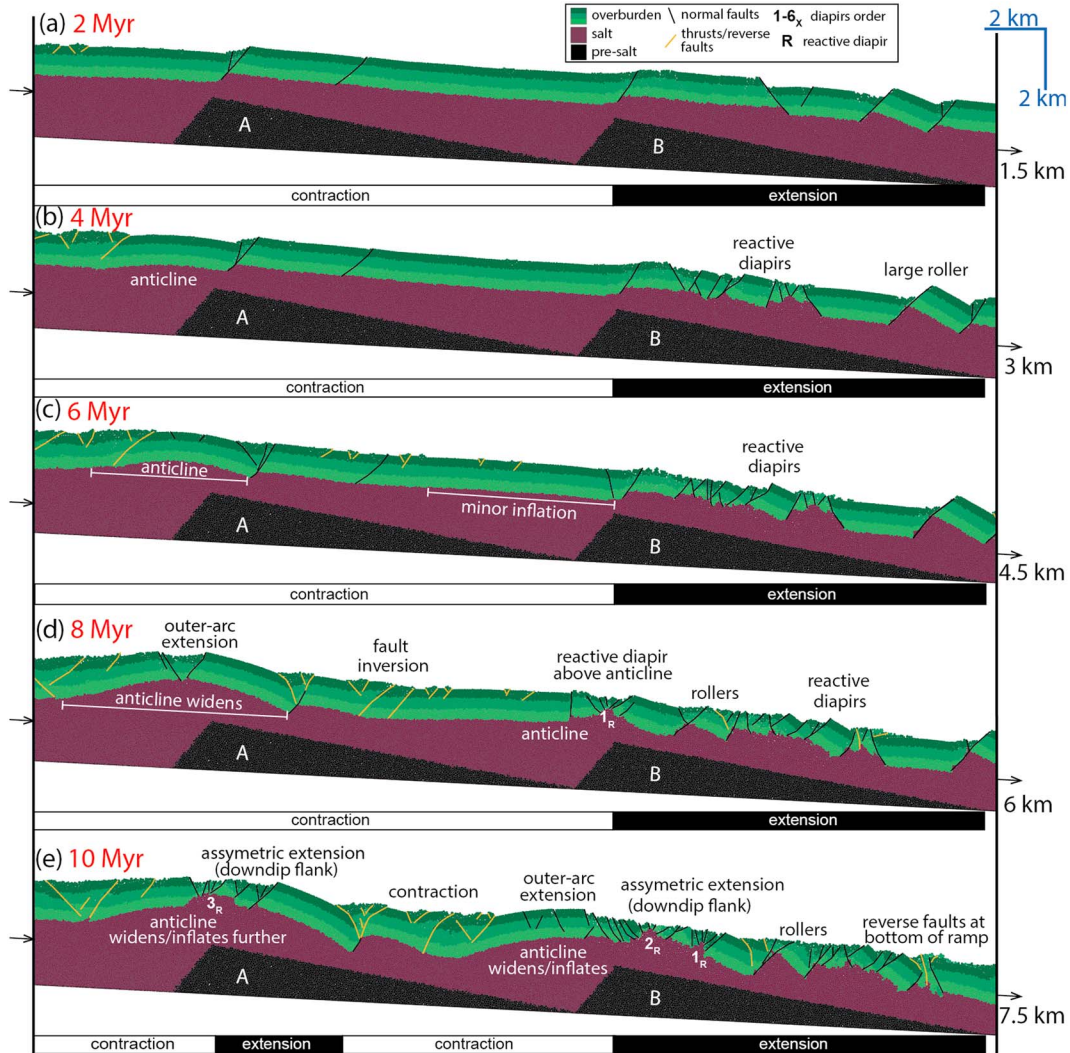 (a) 2 Myr
overburden
salt
pre-salt
normal faults
thrusts/reverse
faults
1-6x diapirs order
R reactive diapir
2 km
2 km
A
B
1.5 km
contraction
extension
(b) 4 Myr
reactive
diapirs
large roller
anticline
A
B
3 km
contraction
extension
(c) 6 Myr
reactive
diapirs
anticline
minor inflation
A
B
4.5 km
contraction
extension
(d) 8 Myr
outer-arc
extension
fault
inversion
reactive diapir
above anticline
rollers
reactive
diapirs
anticline widens
anticline
1R
A
B
6 km
contraction
extension
(e) 10 Myr
assymetric extension
(downdip flank)
contraction
outer-arc
extension
assymetric extension
(downdip flank)
rollers
reverse faults at
bottom of ramp
3R
anticline
widens/inflates further
anticline
widens/inflates
2R
1R
A
B
7.5 km
contraction
extension
contraction
extension